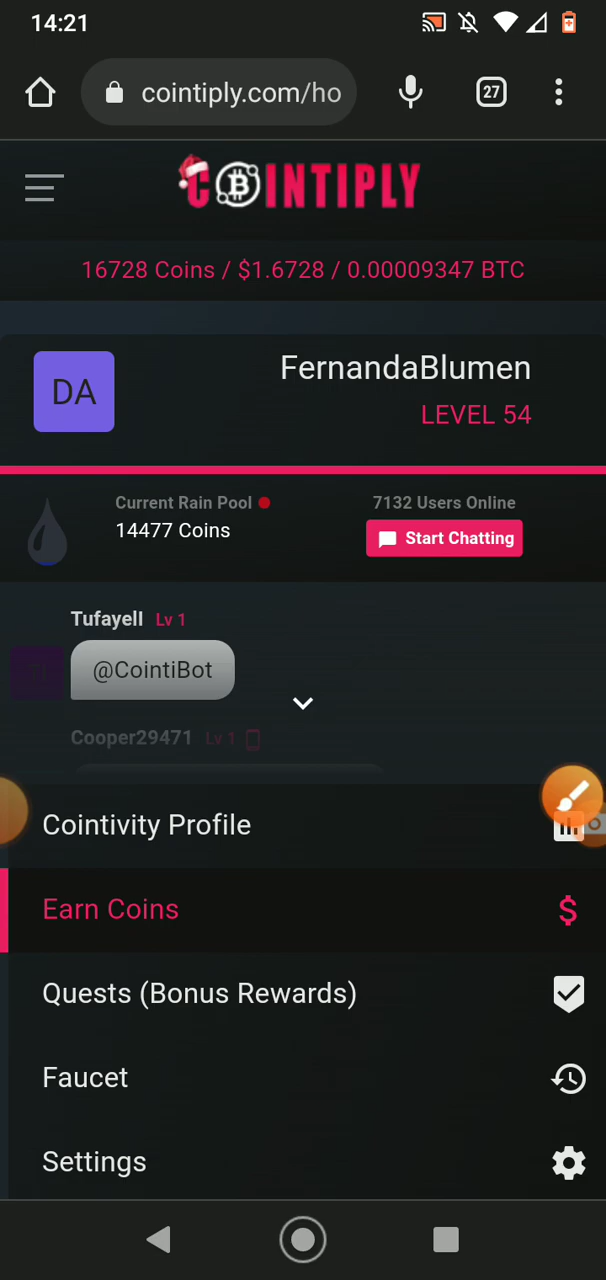 14:21
cointiply.com/ho
27
COINTIPLY
16728 Coins / $1.6728 / 0.00009347 BTC
DA
FernandaBlumen
LEVEL 54
Current Rain Pool
7132 Users Online
14477 Coins
Start Chatting
Tufayell Lv 1
@CointiBot
Cooper29471 Lv 1
Cointivity Profile
Earn Coins
$
Quests (Bonus Rewards)
Faucet
Settings